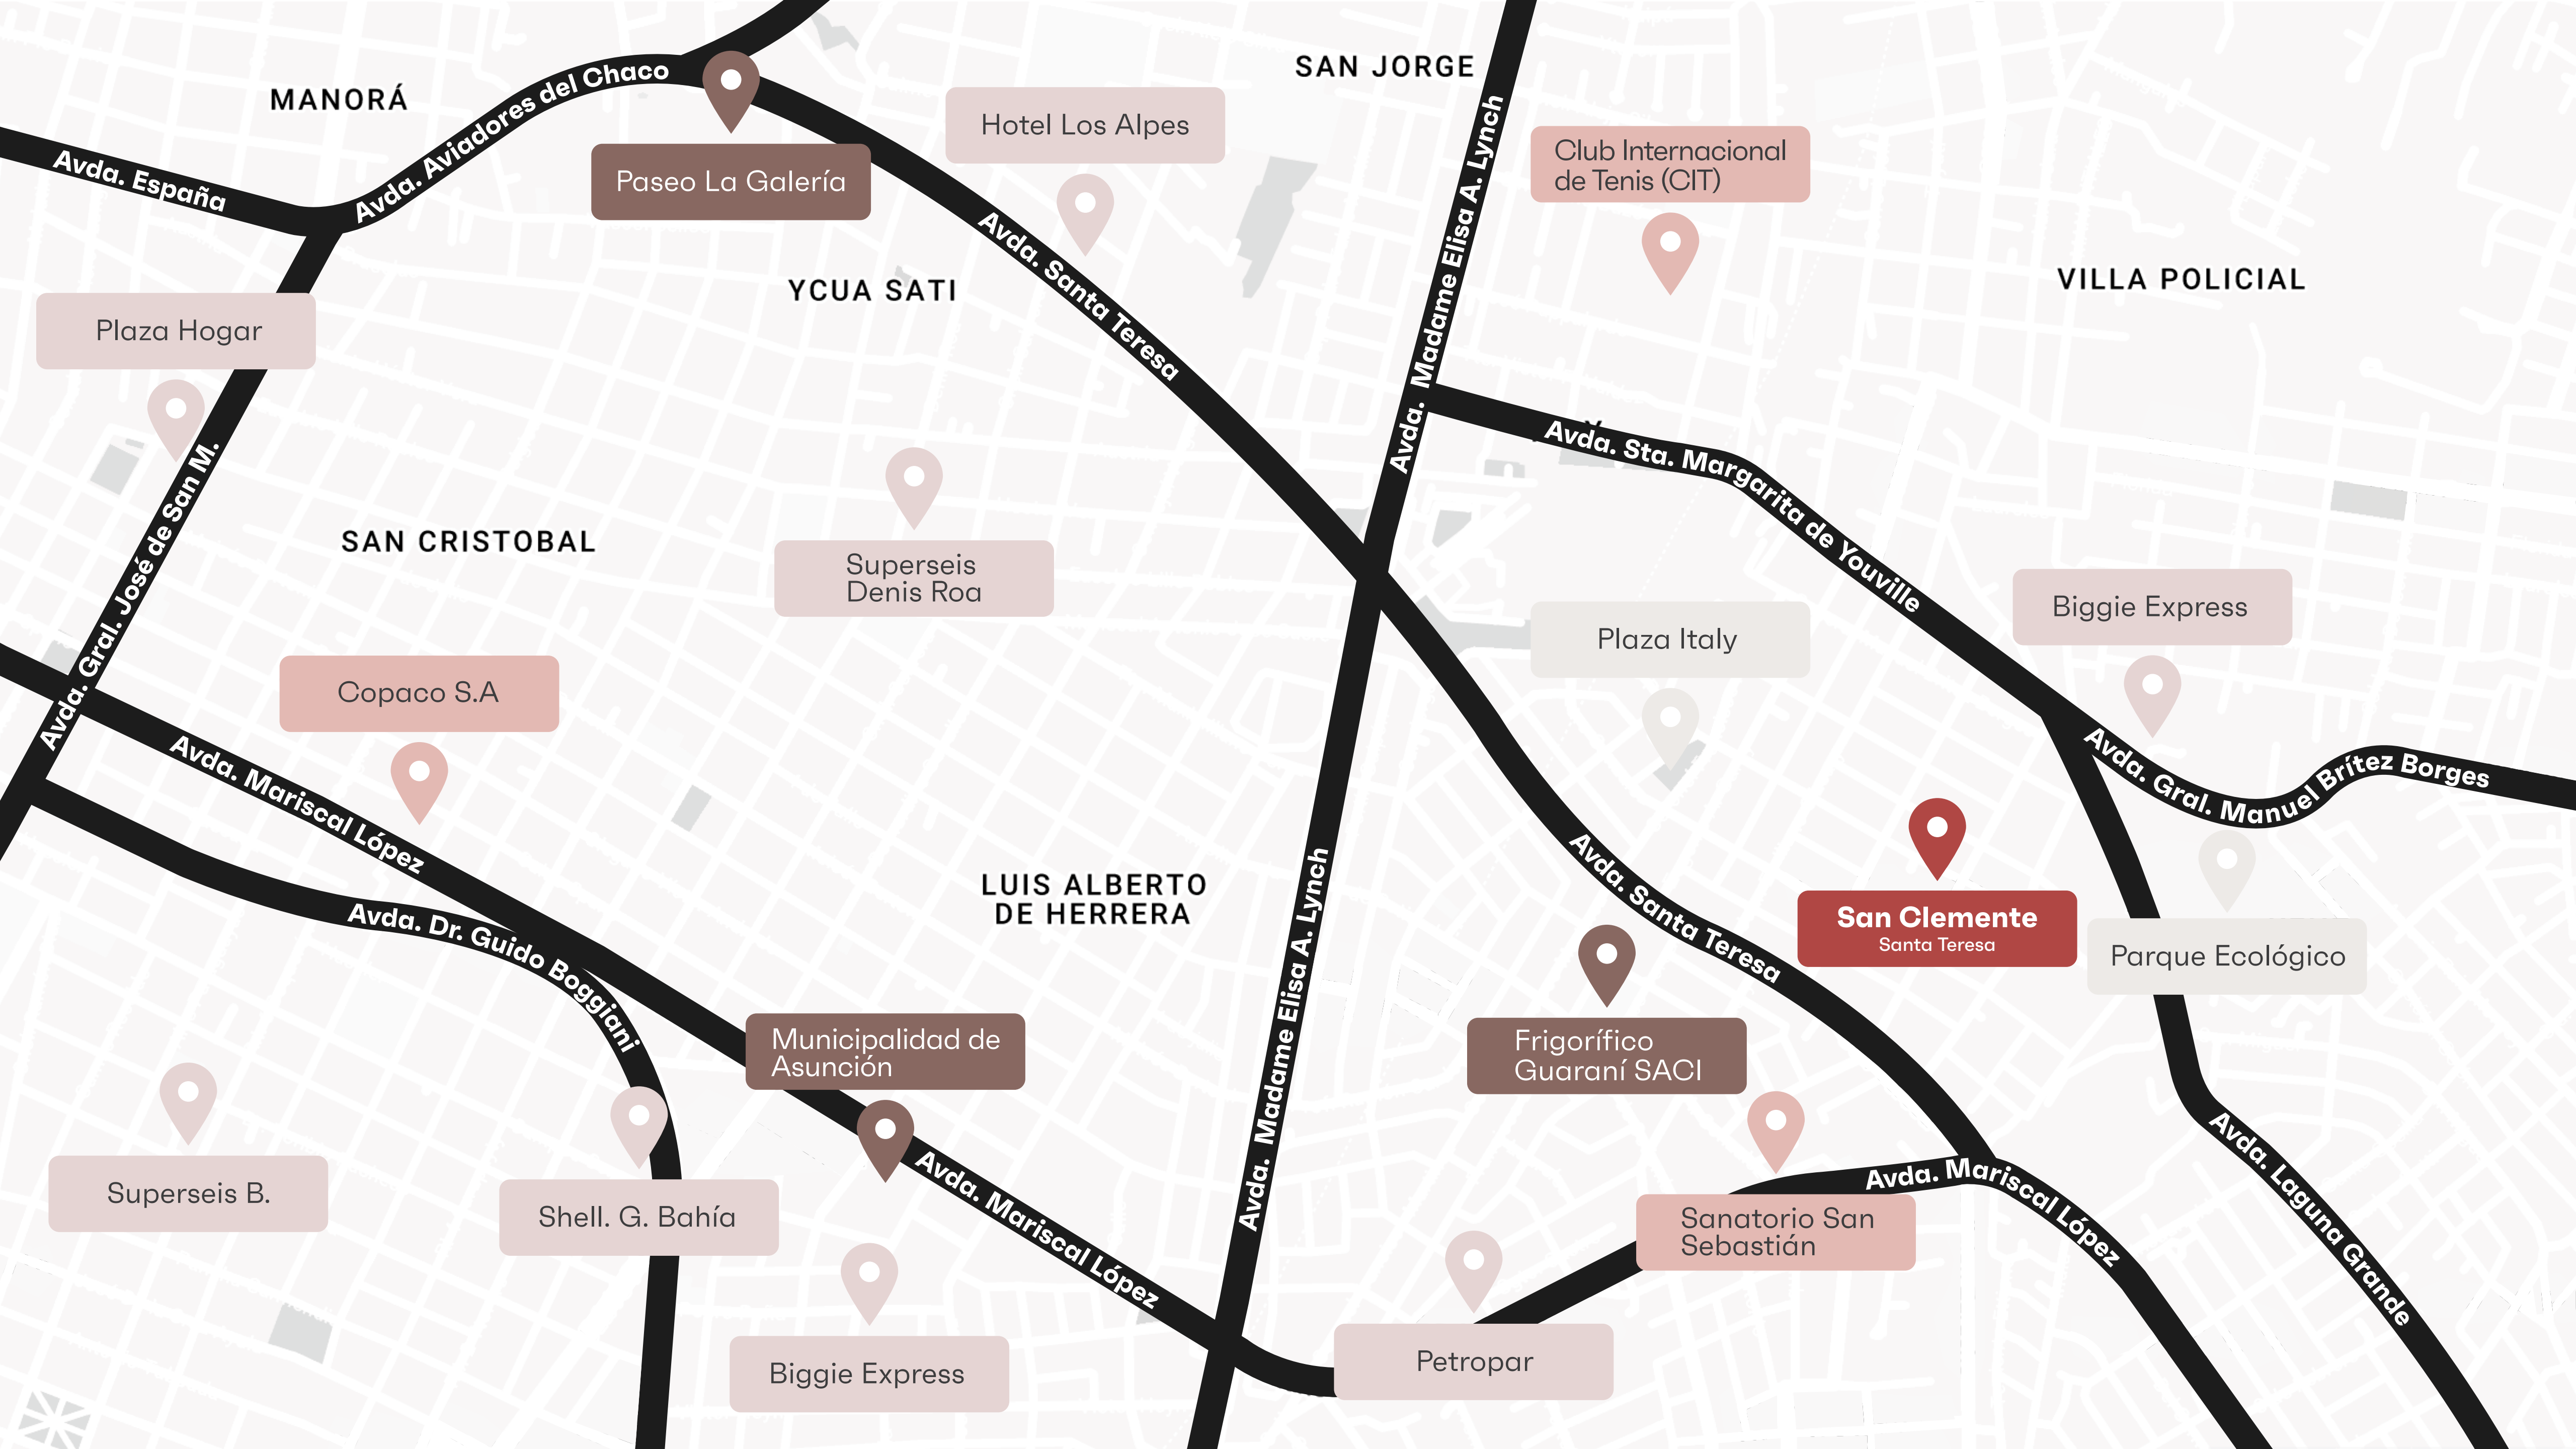 SAN JORGE
MANORÁ
Avda. Aviadores del Chaco
Avda. España
Paseo La Galería
Hotel Los Alpes
Club Internacional
de Tenis (CIT)
Avda. Madame Elisa A. Lynch
Avda. Santa Teresa
YCUA SATI
VILLA POLICIAL
Plaza Hogar
Avda. Gral. José de San M.
Avda. Sta. Margarita de Youville
SAN CRISTOBAL
Superseis
Denis Roa
Plaza Italy
Biggie Express
Copaco S.A
Avda. Mariscal López
Avda. Gral. Manuel Brítez Borges
LUIS ALBERTO
DE HERRERA
Avda. Santa Teresa
San Clemente
Santa Teresa
Parque Ecológico
Avda. Dr. Guido Boggiani
Avda. Madame Elisa A. Lynch
Municipalidad de
Asunción
Frigorífico
Guaraní SACI
Superseis B.
Shell. G. Bahía
Avda. Mariscal López
Avda. Mariscal López
Sanatorio San
Sebastián
Avda. Laguna Grande
Biggie Express
Petropar